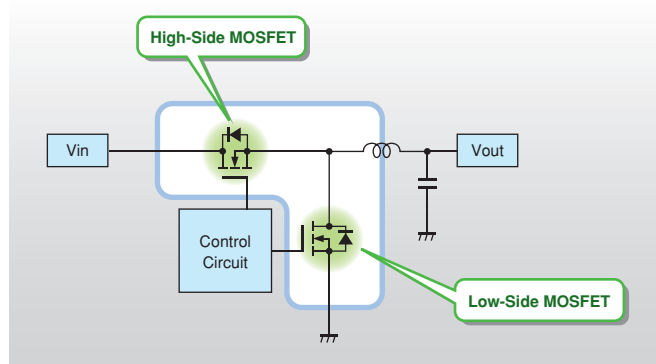 High-Side MOSFET
Vin
Vout
Control
Circuit
Low-Side MOSFET